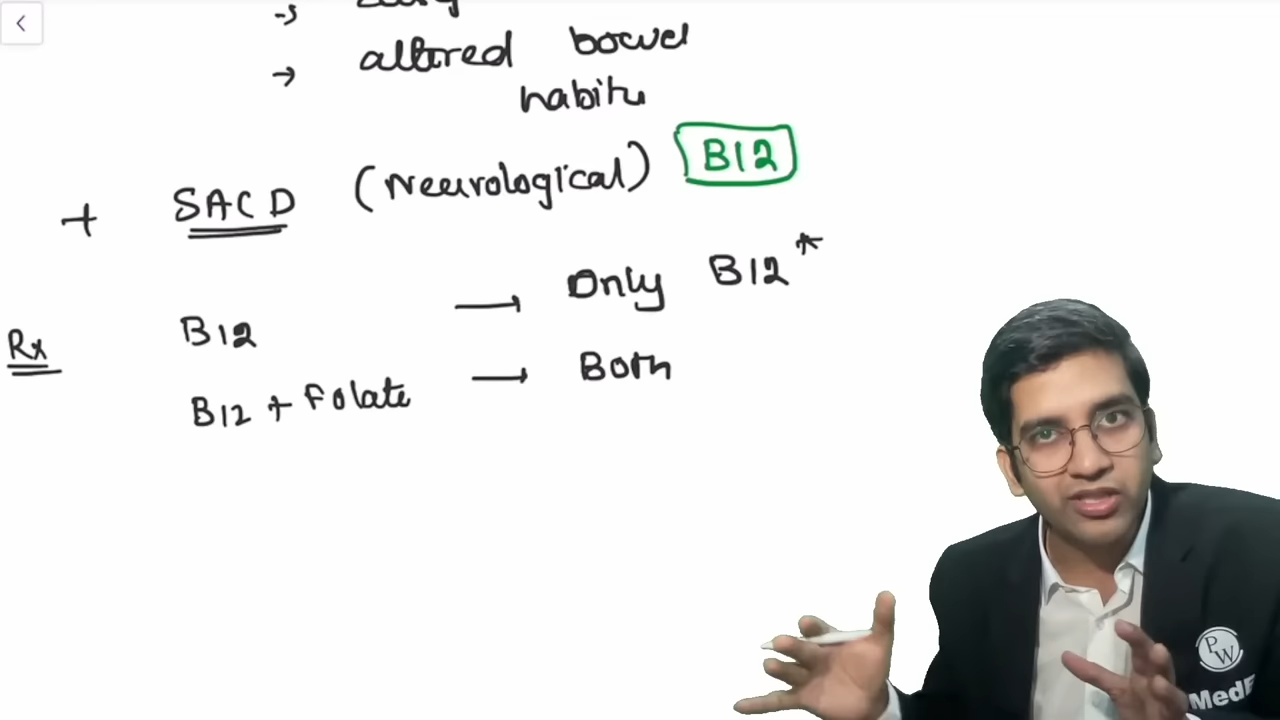 →
→ altered bowel
habits
+ SACD (Neurological) B12
Rx B12 → Only B12*
B12 + Folate → Both
PW
MedE